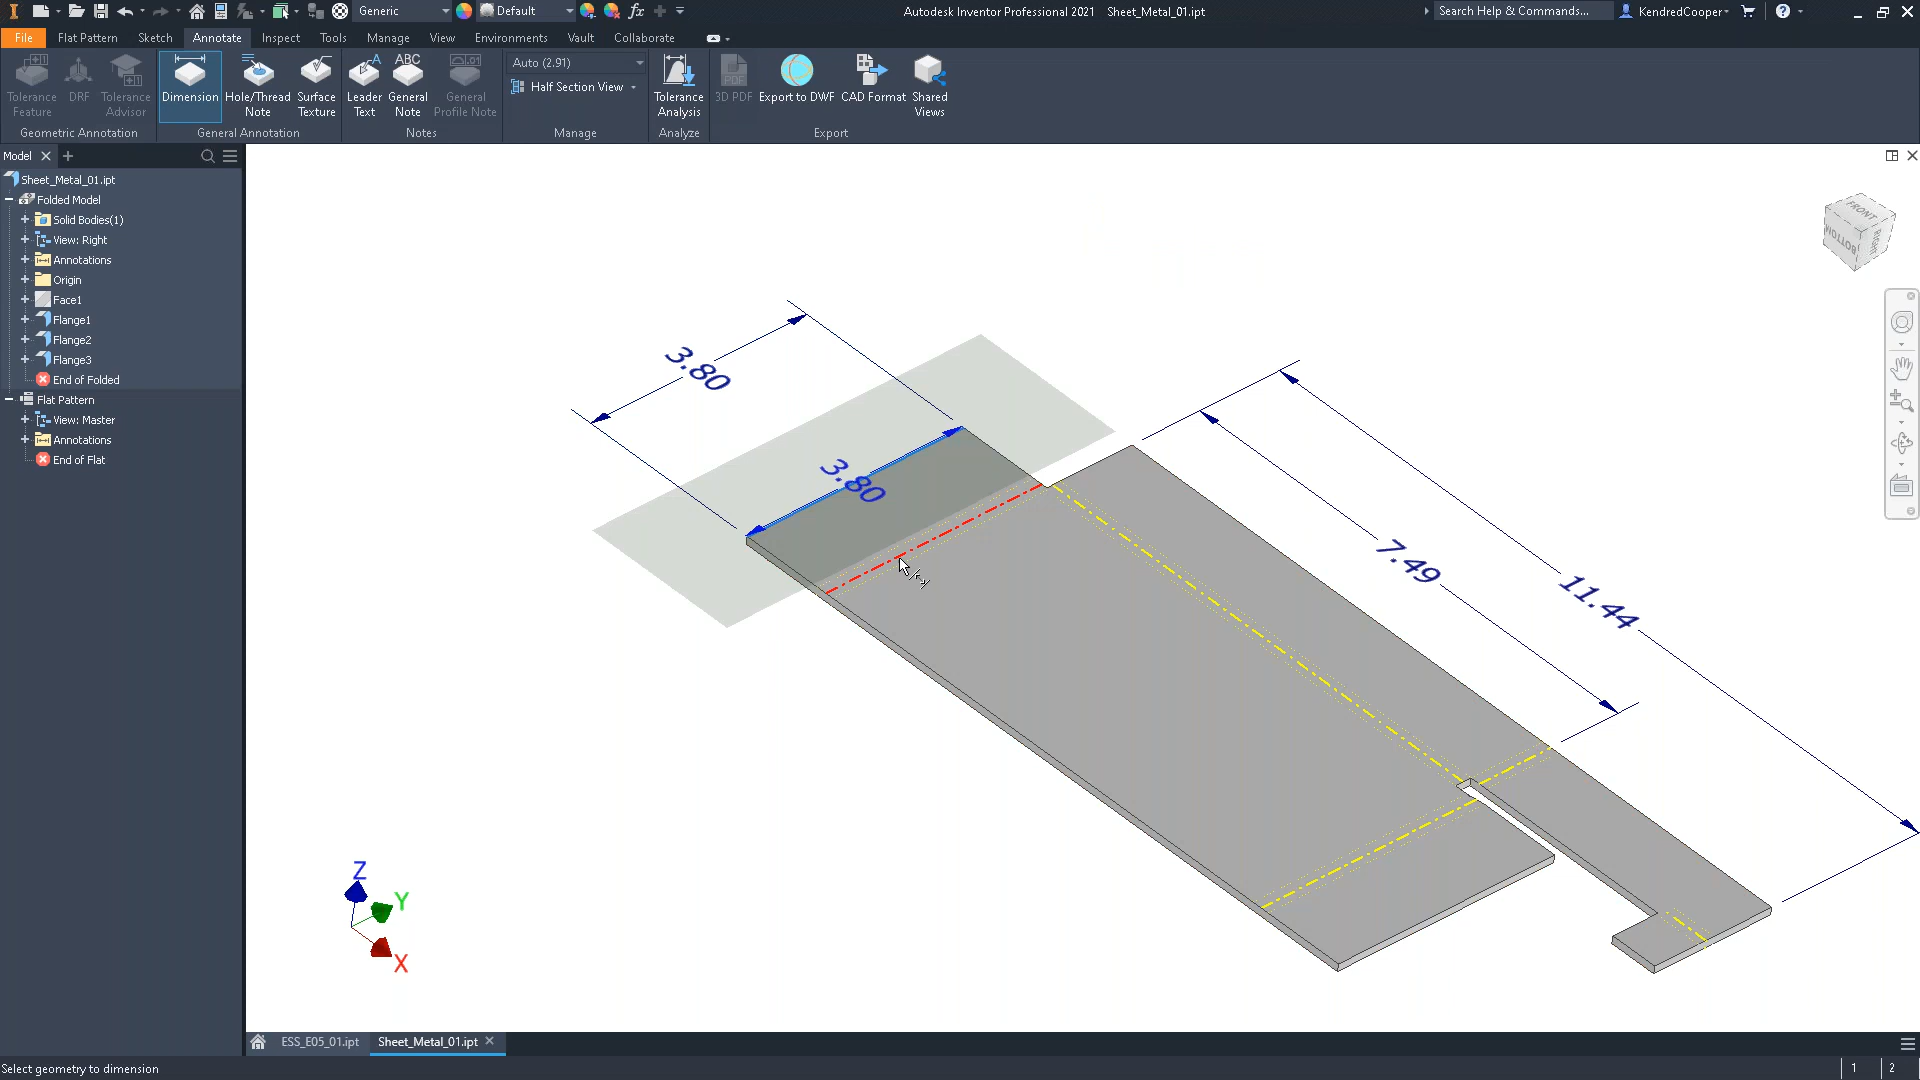 Generic
Default
fx
Autodesk Inventor Professional 2021 Sheet_Metal_01.ipt
Search Help & Commands...
KendredCooper
File Flat Pattern Sketch Annotate Inspect Tools Manage View Environments Vault Collaborate
Tolerance Feature
DRF
Tolerance Advisor
Geometric Annotation
Dimension
Hole/Thread Note
Surface Texture
General Annotation
Leader Text
ABC
General Note
General Profile Note
Notes
Auto (2.91)
Half Section View
Manage
Tolerance Analysis
Analyze
PDF
3D PDF
Export to DWF
CAD Format
Shared Views
Export
Model
Sheet_Metal_01.ipt
Folded Model
Solid Bodies(1)
View: Right
Annotations
Origin
Face1
Flange1
Flange2
Flange3
End of Folded
Flat Pattern
View: Master
Annotations
End of Flat
FRONT
BOTTOM
RIGHT
3.80
3.80
7.49
11.44
Z
Y
X
ESS_E05_01.ipt
Sheet_Metal_01.ipt
Select geometry to dimension
1 2